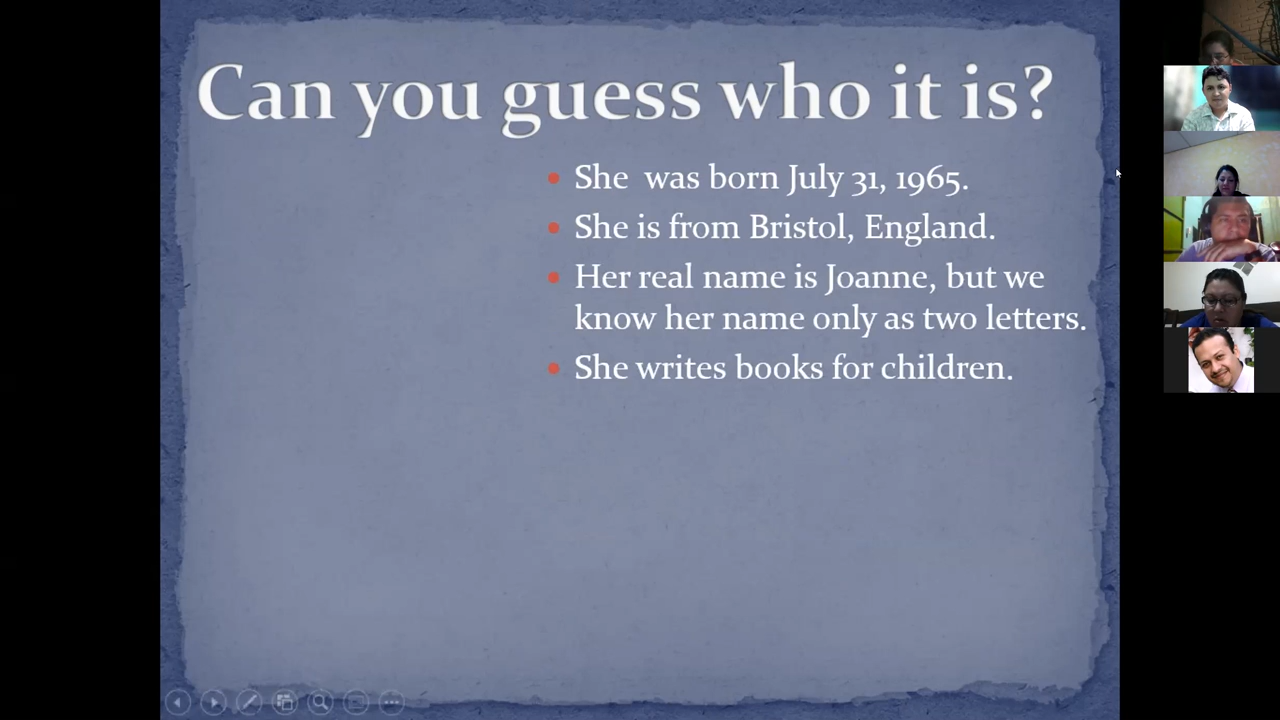 Can you guess who it is?
She was born July 31, 1965.
She is from Bristol, England.
Her real name is Joanne, but we
know her name only as two letters.
She writes books for children.